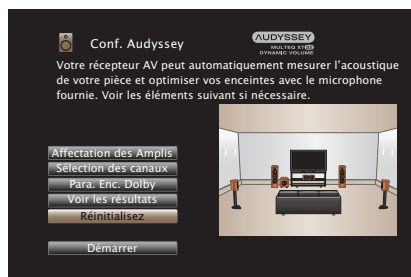 Conf. Audyssey
AUDYSSEY
MULTEQ XT32
DYNAMIC VOLUME
Votre récepteur AV peut automatiquement mesurer l'acoustique
de votre pièce et optimiser vos enceintes avec le microphone
fournie. Voir les éléments suivant si nécessaire.
Affectation des Amplis
Sélection des canaux
Para. Enc. Dolby
Voir les résultats
Réinitialisez
Démarrer